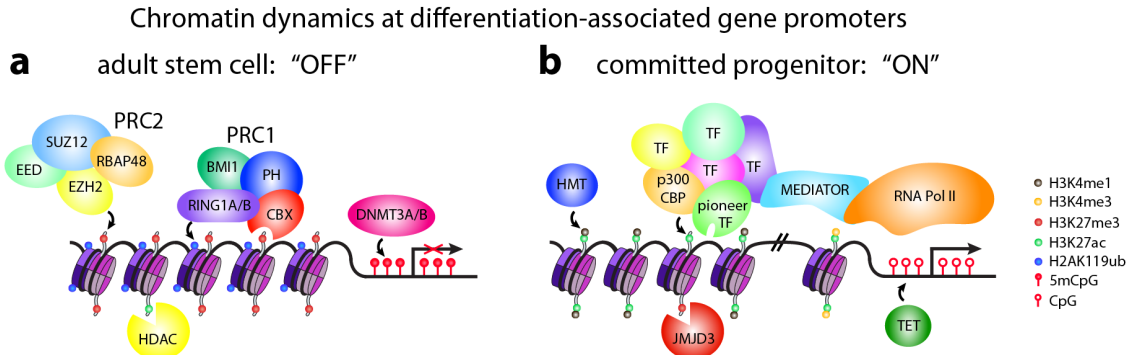 Chromatin dynamics at differentiation-associated gene promoters
a adult stem cell: “OFF”
PRC2
SUZ12
RBAP48
EED
EZH2
PRC1
BMI1
PH
RING1A/B
CBX
DNMT3A/B
HDAC
b committed progenitor: “ON”
TF
TF
TF
TF
p300
CBP
pioneer
TF
HMT
MEDIATOR
RNA Pol II
JMJD3
TET
H3K4me1
H3K4me3
H3K27me3
H3K27ac
H2AK119ub
5mCpG
CpG